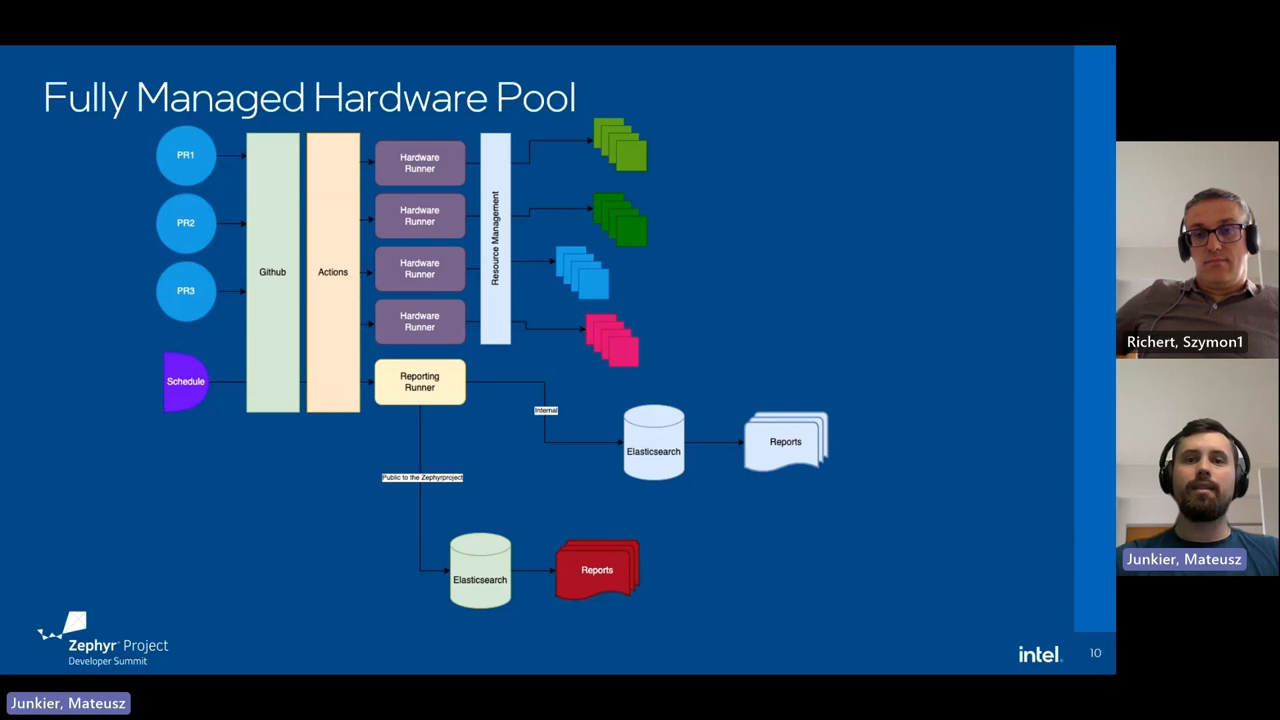 Fully Managed Hardware Pool
PR1
PR2
PR3
Schedule
Github
Actions
Hardware
Runner
Hardware
Runner
Hardware
Runner
Hardware
Runner
Reporting
Runner
Resource Management
Internal
Elasticsearch
Reports
Public to the Zephyrproject
Elasticsearch
Reports
Zephyr® Project
Developer Summit
intel.
10
Richert, Szymon1
Junkier, Mateusz
Junkier, Mateusz